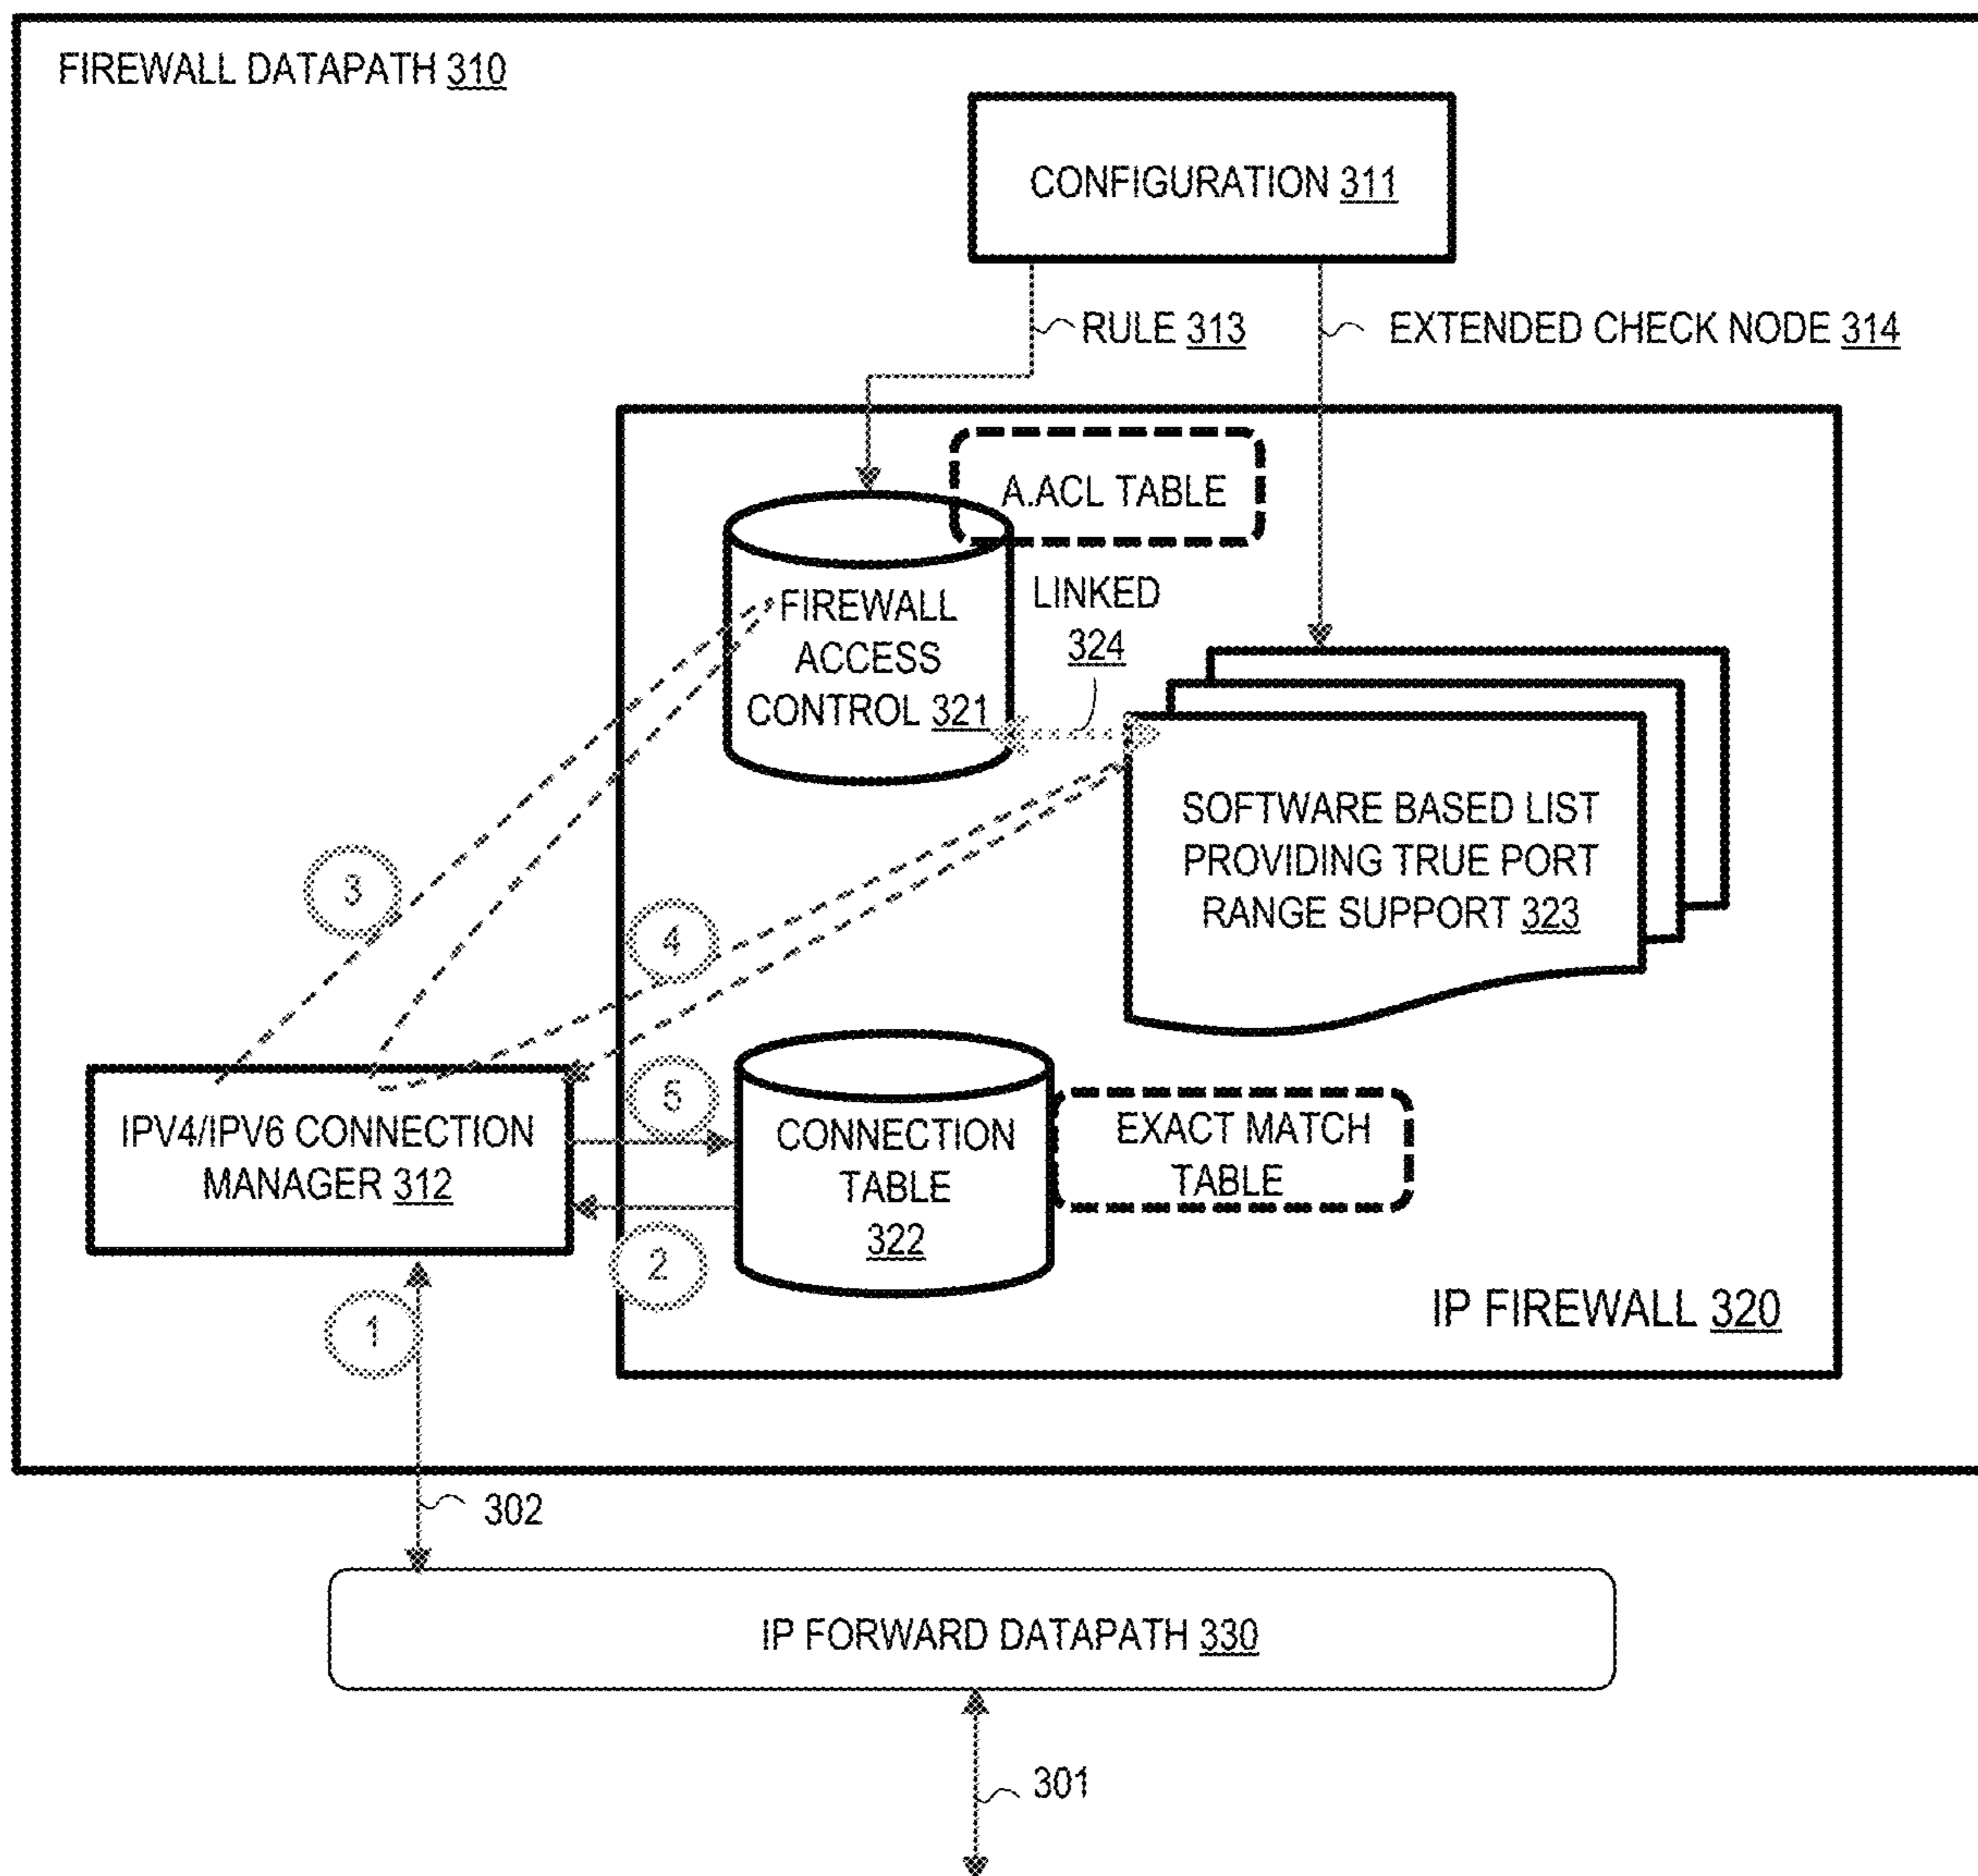 FIREWALL DATAPATH 310
CONFIGURATION 311
RULE 313
EXTENDED CHECK NODE 314
A.ACL TABLE
LINKED
324
FIREWALL
ACCESS
CONTROL 321
SOFTWARE BASED LIST
PROVIDING TRUE PORT
RANGE SUPPORT 323
3
4
5
IPV4/IPV6 CONNECTION
MANAGER 312
CONNECTION
TABLE
322
EXACT MATCH
TABLE
2
1
IP FIREWALL 320
302
IP FORWARD DATAPATH 330
301